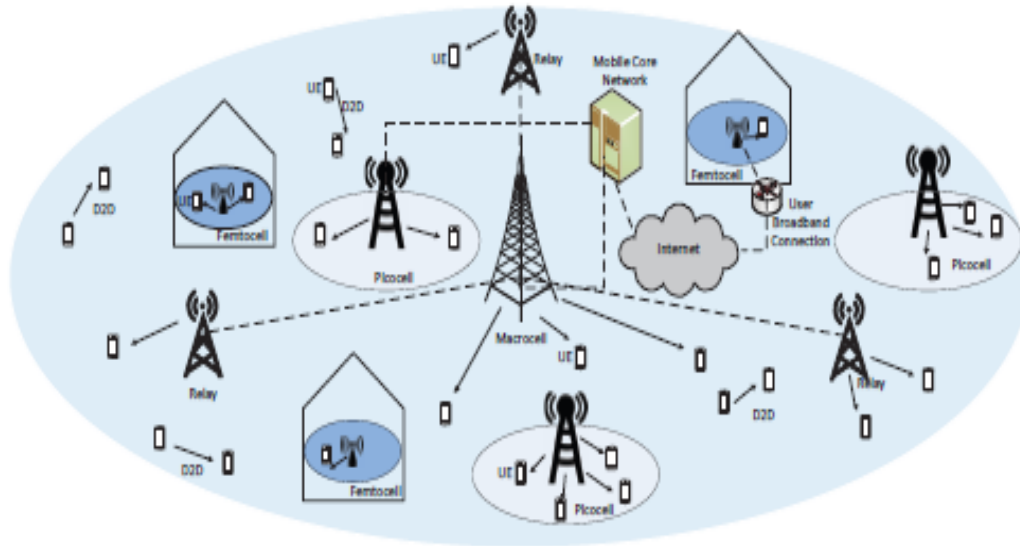 UE
Relay
Mobile Core
Network
UE
D2D
Femtocell
D2D
UE
Femtocell
User
Broadband
Connection
Internet
Picocell
Picocell
Macrocell
UE
Relay
Relay
D2D
D2D
UE
Femtocell
Picocell